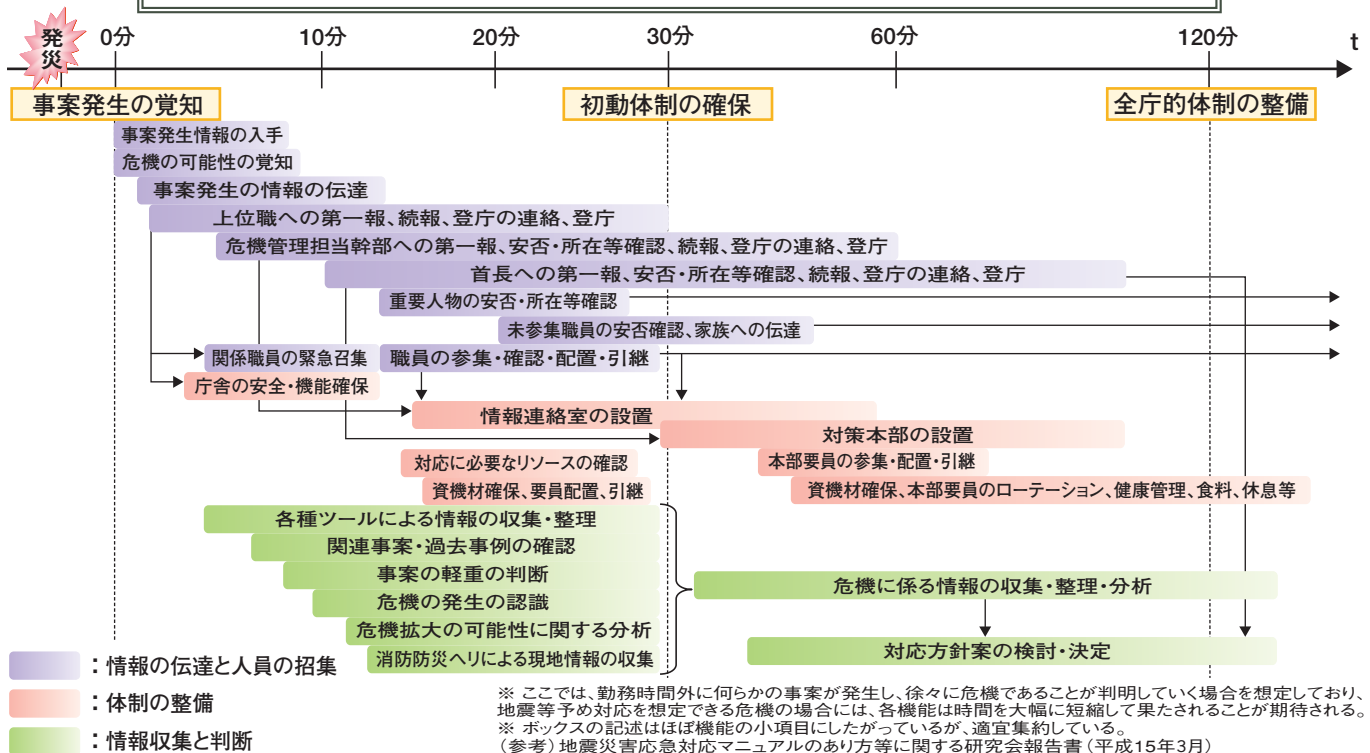 発災
0分 10分 20分 30分 60分 120分 t
事案発生の覚知 初動体制の確保 全庁的体制の整備
事案発生情報の入手
危機の可能性の覚知
事案発生の情報の伝達
上位職への第一報、続報、登庁の連絡、登庁
危機管理担当幹部への第一報、安否・所在等確認、続報、登庁の連絡、登庁
首長への第一報、安否・所在等確認、続報、登庁の連絡、登庁
重要人物の安否・所在等確認
未参集職員の安否確認、家族への伝達
関係職員の緊急召集 職員の参集・確認・配置・引継
庁舎の安全・機能確保
情報連絡室の設置
対策本部の設置
対応に必要なリソースの確認 本部要員の参集・配置・引継
資機材確保、要員配置、引継 資機材確保、本部要員のローテーション、健康管理、食料、休息等
各種ツールによる情報の収集・整理
関連事案・過去事例の確認
事案の軽重の判断
危機に係る情報の収集・整理・分析
危機の発生の認識
危機拡大の可能性に関する分析
対応方針案の検討・決定
消防防災ヘリによる現地情報の収集
：情報の伝達と人員の招集
：体制の整備
：情報収集と判断
※ ここでは、勤務時間外に何らかの事案が発生し、徐々に危機であることが判明していく場合を想定しており、
地震等予め対応を想定できる危機の場合には、各機能は時間を大幅に短縮して果たされることが期待される。
※ ボックスの記述はほぼ機能の小項目にしたがっているが、適宜集約している。
（参考）地震災害応急対応マニュアルのあり方等に関する研究会報告書（平成15年3月）